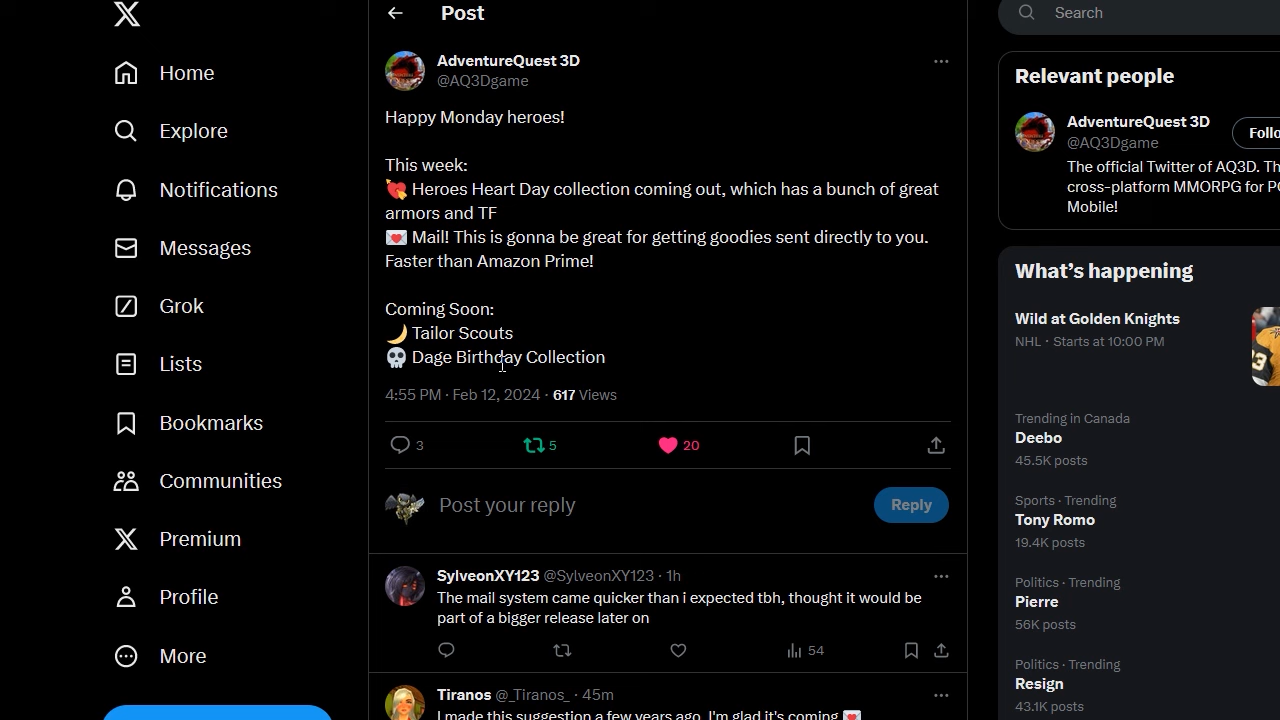 Home
Explore
Notifications
Messages
Grok
Lists
Bookmarks
Communities
Premium
Profile
More
Post
AdventureQuest 3D
@AQ3Dgame
Happy Monday heroes!
This week:
💘 Heroes Heart Day collection coming out, which has a bunch of great
armors and TF
💌 Mail! This is gonna be great for getting goodies sent directly to you.
Faster than Amazon Prime!
Coming Soon:
🌙 Tailor Scouts
💀 Dage Birthday Collection
4:55 PM · Feb 12, 2024 · 617 Views
3 5 20
Post your reply
Reply
SylveonXY123 @SylveonXY123 · 1h
The mail system came quicker than i expected tbh, thought it would be
part of a bigger release later on
54
Tiranos @_Tiranos_ · 45m
I made this suggestion a few years ago, I'm glad it's coming 💌
Search
Relevant people
AdventureQuest 3D
@AQ3Dgame
Follo
The official Twitter of AQ3D. Th
cross-platform MMORPG for PC
Mobile!
What's happening
Wild at Golden Knights
NHL · Starts at 10:00 PM
Trending in Canada
Deebo
45.5K posts
Sports · Trending
Tony Romo
19.4K posts
Politics · Trending
Pierre
56K posts
Politics · Trending
Resign
43.1K posts